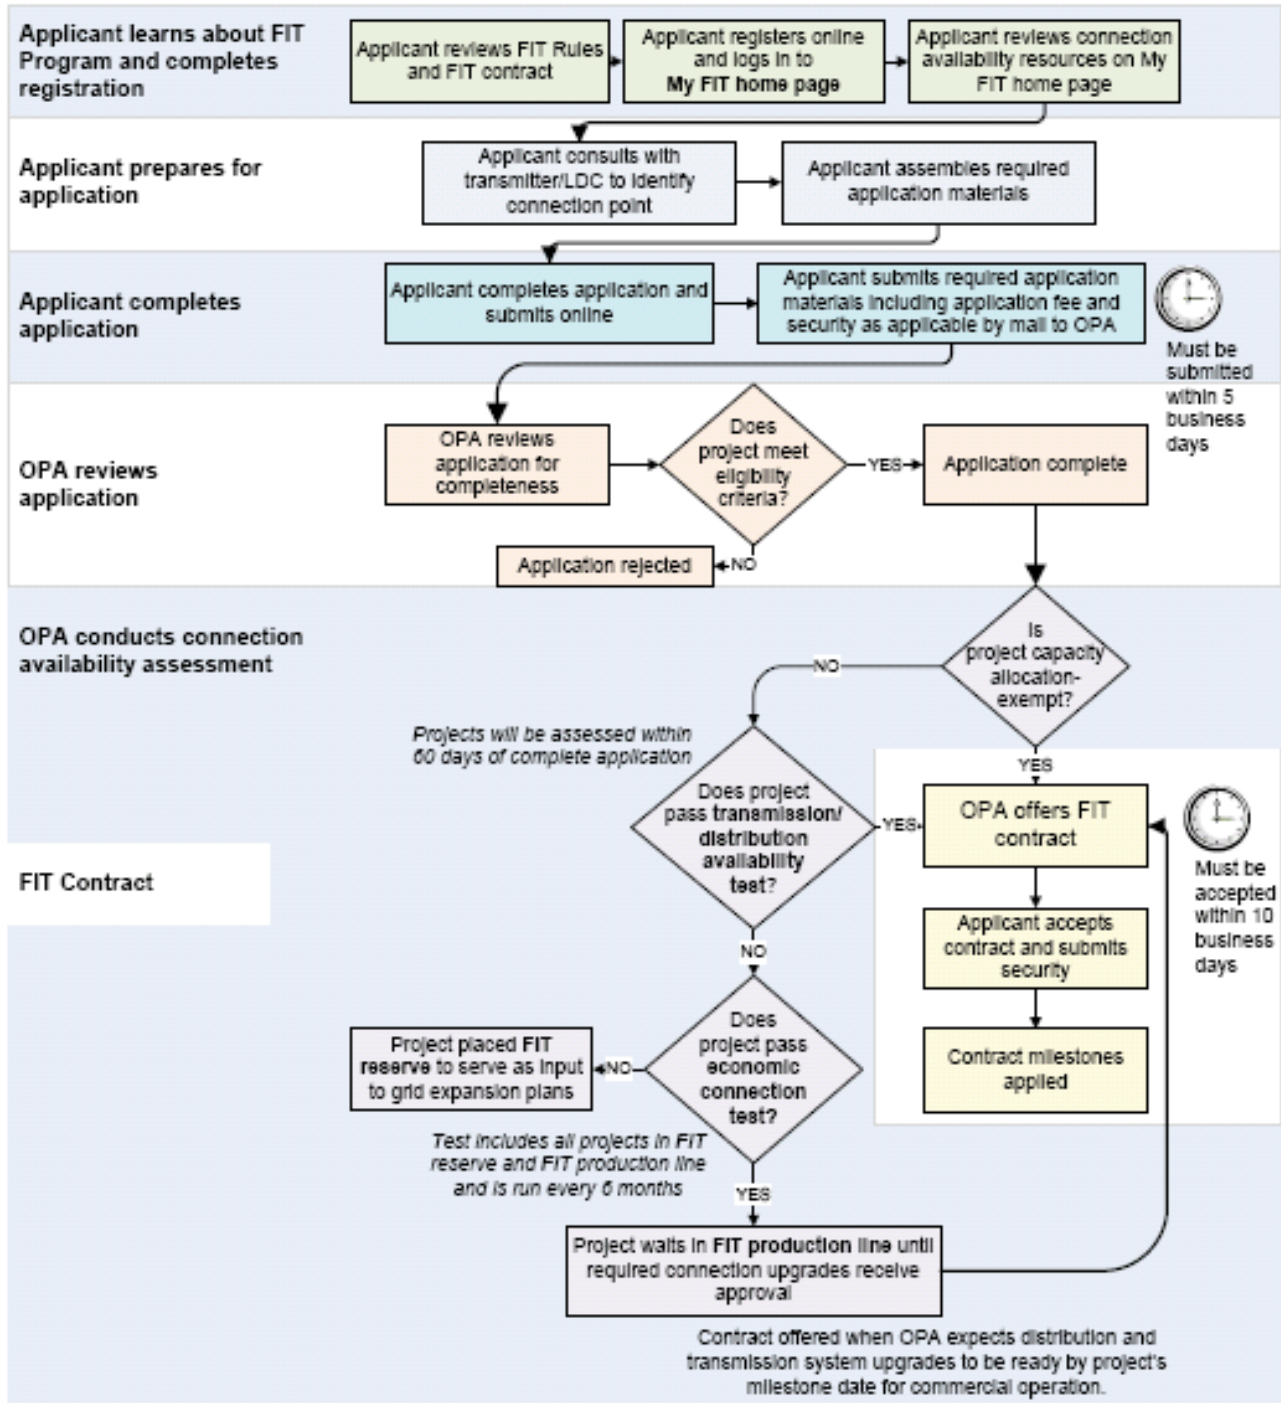 Applicant learns about FIT
Program and completes
registration
Applicant reviews FIT Rules
and FIT contract
Applicant registers online
and logs in to
My FIT home page
Applicant reviews connection
availability resources on My
FIT home page
Applicant prepares for
application
Applicant consults with
transmitter/LDC to identify
connection point
Applicant assembles required
application materials
Applicant completes
application
Applicant completes application and
submits online
Applicant submits required application
materials including application fee and
security as applicable by mail to OPA
Must be
submitted
within 5
business
days
OPA reviews
application
OPA reviews
application for
completeness
Does
project meet
eligibility
criteria?
YES
Application complete
NO
Application rejected
OPA conducts connection
availability assessment
Is
project capacity
allocation-
exempt?
NO
YES
Projects will be assessed within
60 days of complete application
Does project
pass transmission/
distribution
availability
test?
YES
OPA offers FIT
contract
Must be
accepted
within 10
business
days
FIT Contract
Applicant accepts
contract and submits
security
NO
Does
project pass
economic
connection
test?
Contract milestones
applied
NO
Project placed FIT
reserve to serve as input
to grid expansion plans
Test includes all projects in FIT
reserve and FIT production line
and is run every 6 months
YES
Project waits in FIT production line until
required connection upgrades receive
approval
Contract offered when OPA expects distribution and
transmission system upgrades to be ready by project's
milestone date for commercial operation.